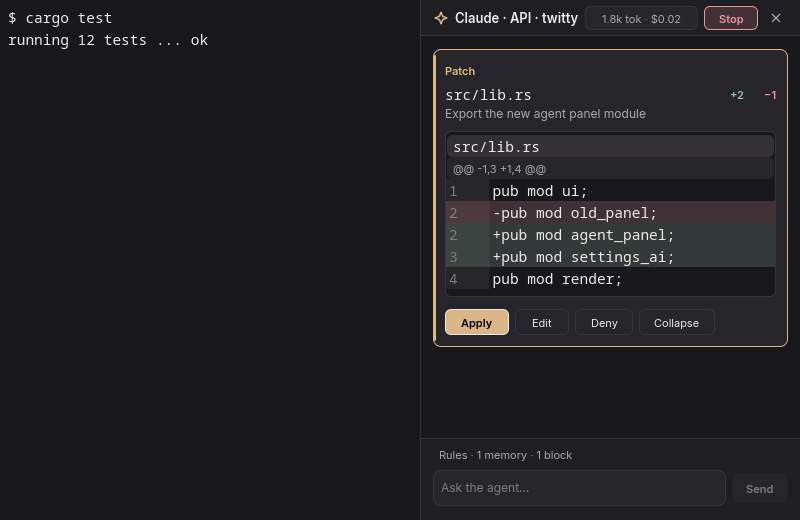 $ cargo test
running 12 tests ... ok
Claude · API · twitty
1.8k tok · $0.02
Stop
×
Patch
src/lib.rs +2 −1
Export the new agent panel module
src/lib.rs
@@ -1,3 +1,4 @@
1 pub mod ui;
2 -pub mod old_panel;
2 +pub mod agent_panel;
3 +pub mod settings_ai;
4 pub mod render;
Apply Edit Deny Collapse
Rules · 1 memory · 1 block
Ask the agent...
Send